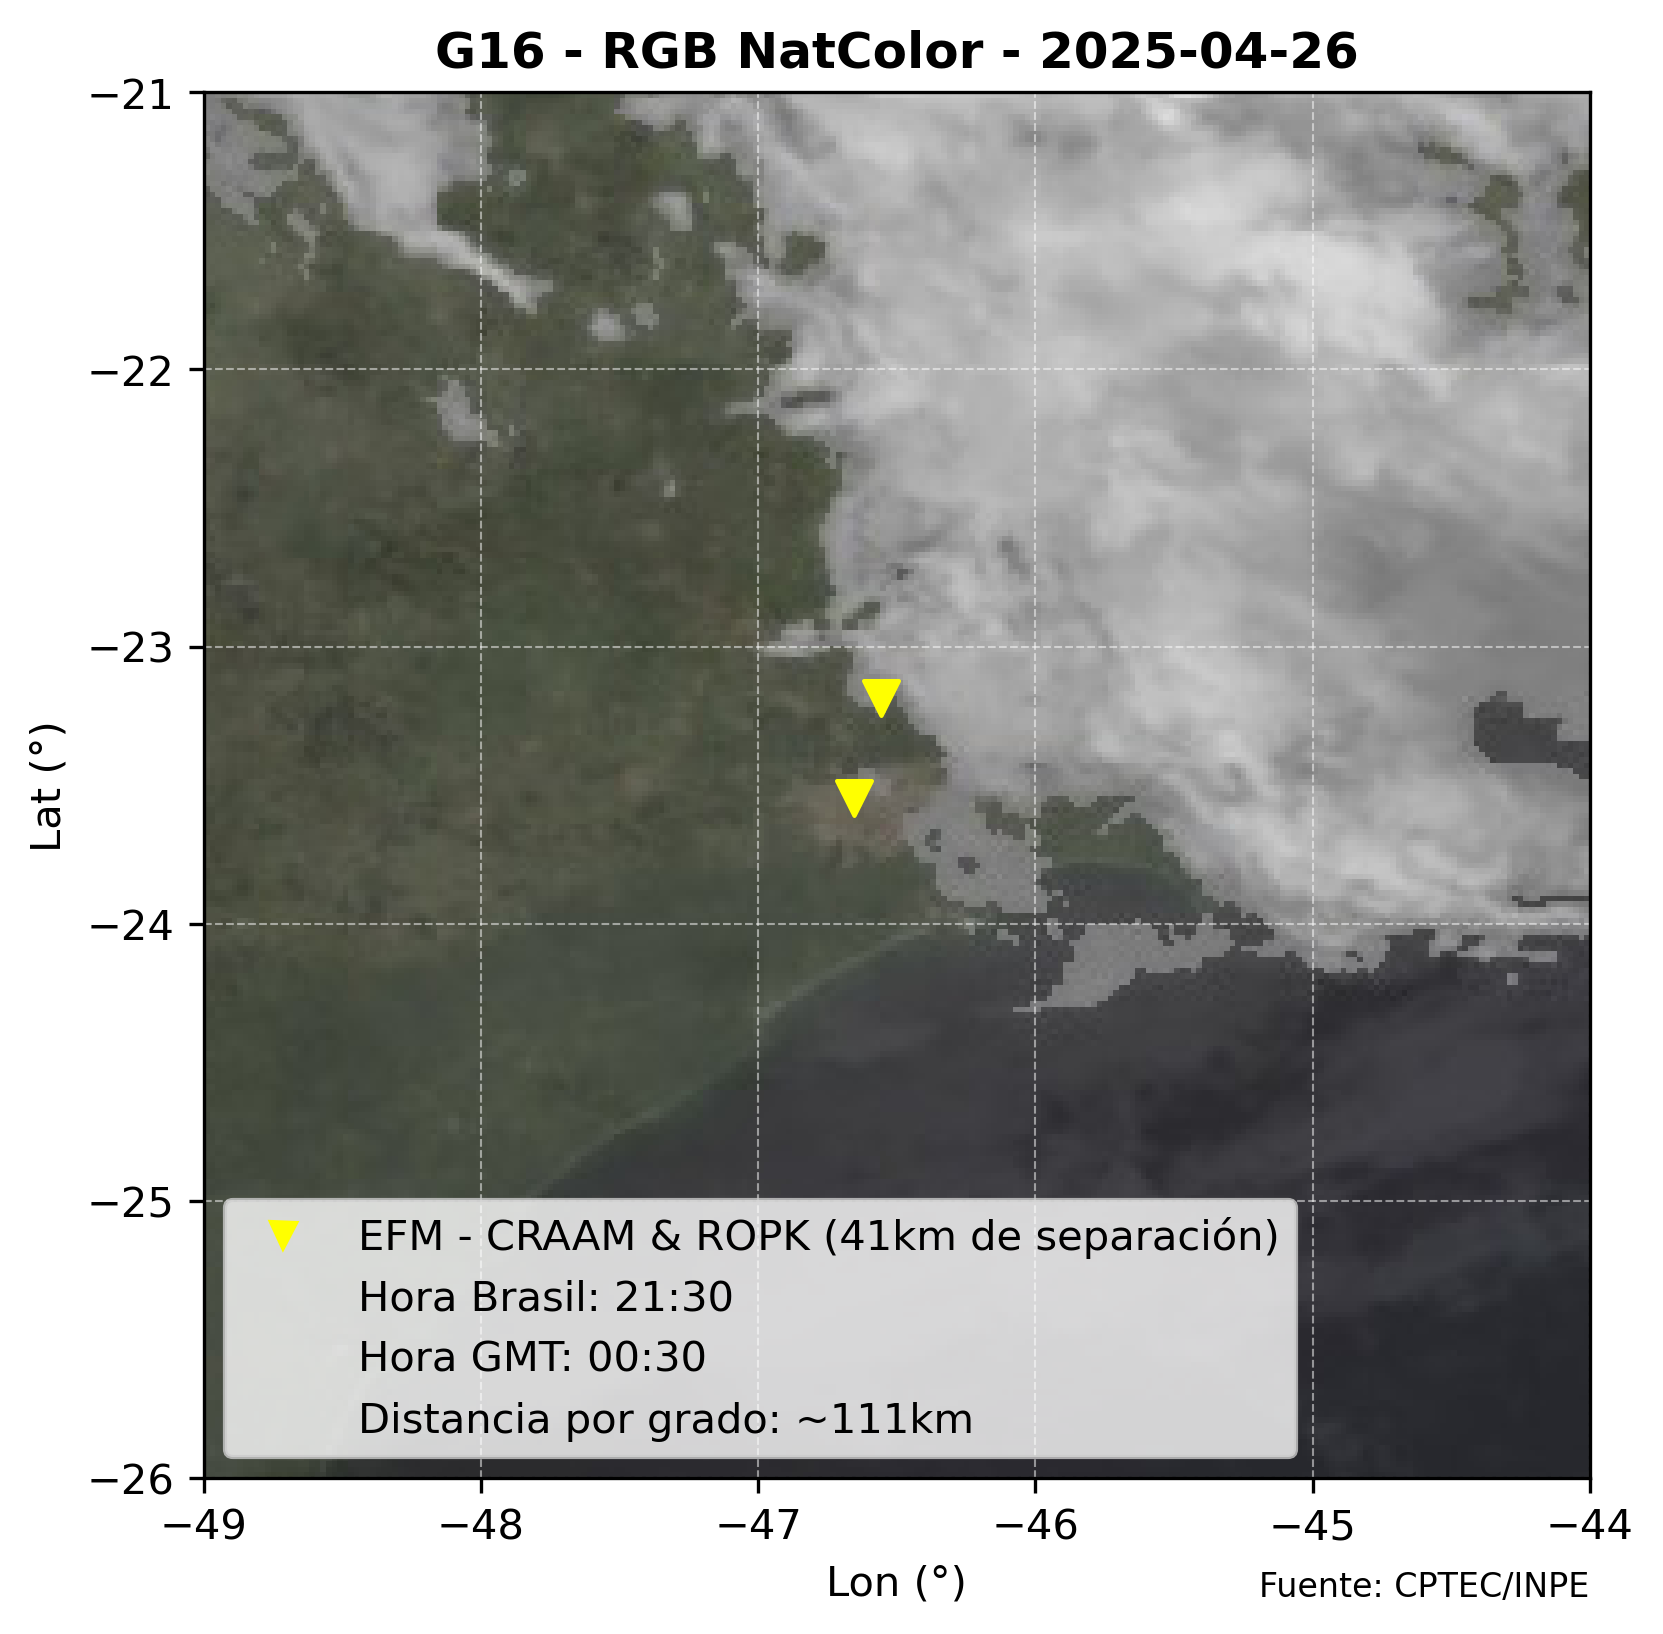 G16 - RGB NatColor - 2025-04-26
−21
−22
−23
−24
−25
−26
Lat (°)
EFM - CRAAM & ROPK (41km de separación)
Hora Brasil: 21:30
Hora GMT: 00:30
Distancia por grado: ~111km
−49
−48
−47
−46
−45
−44
Lon (°)
Fuente: CPTEC/INPE